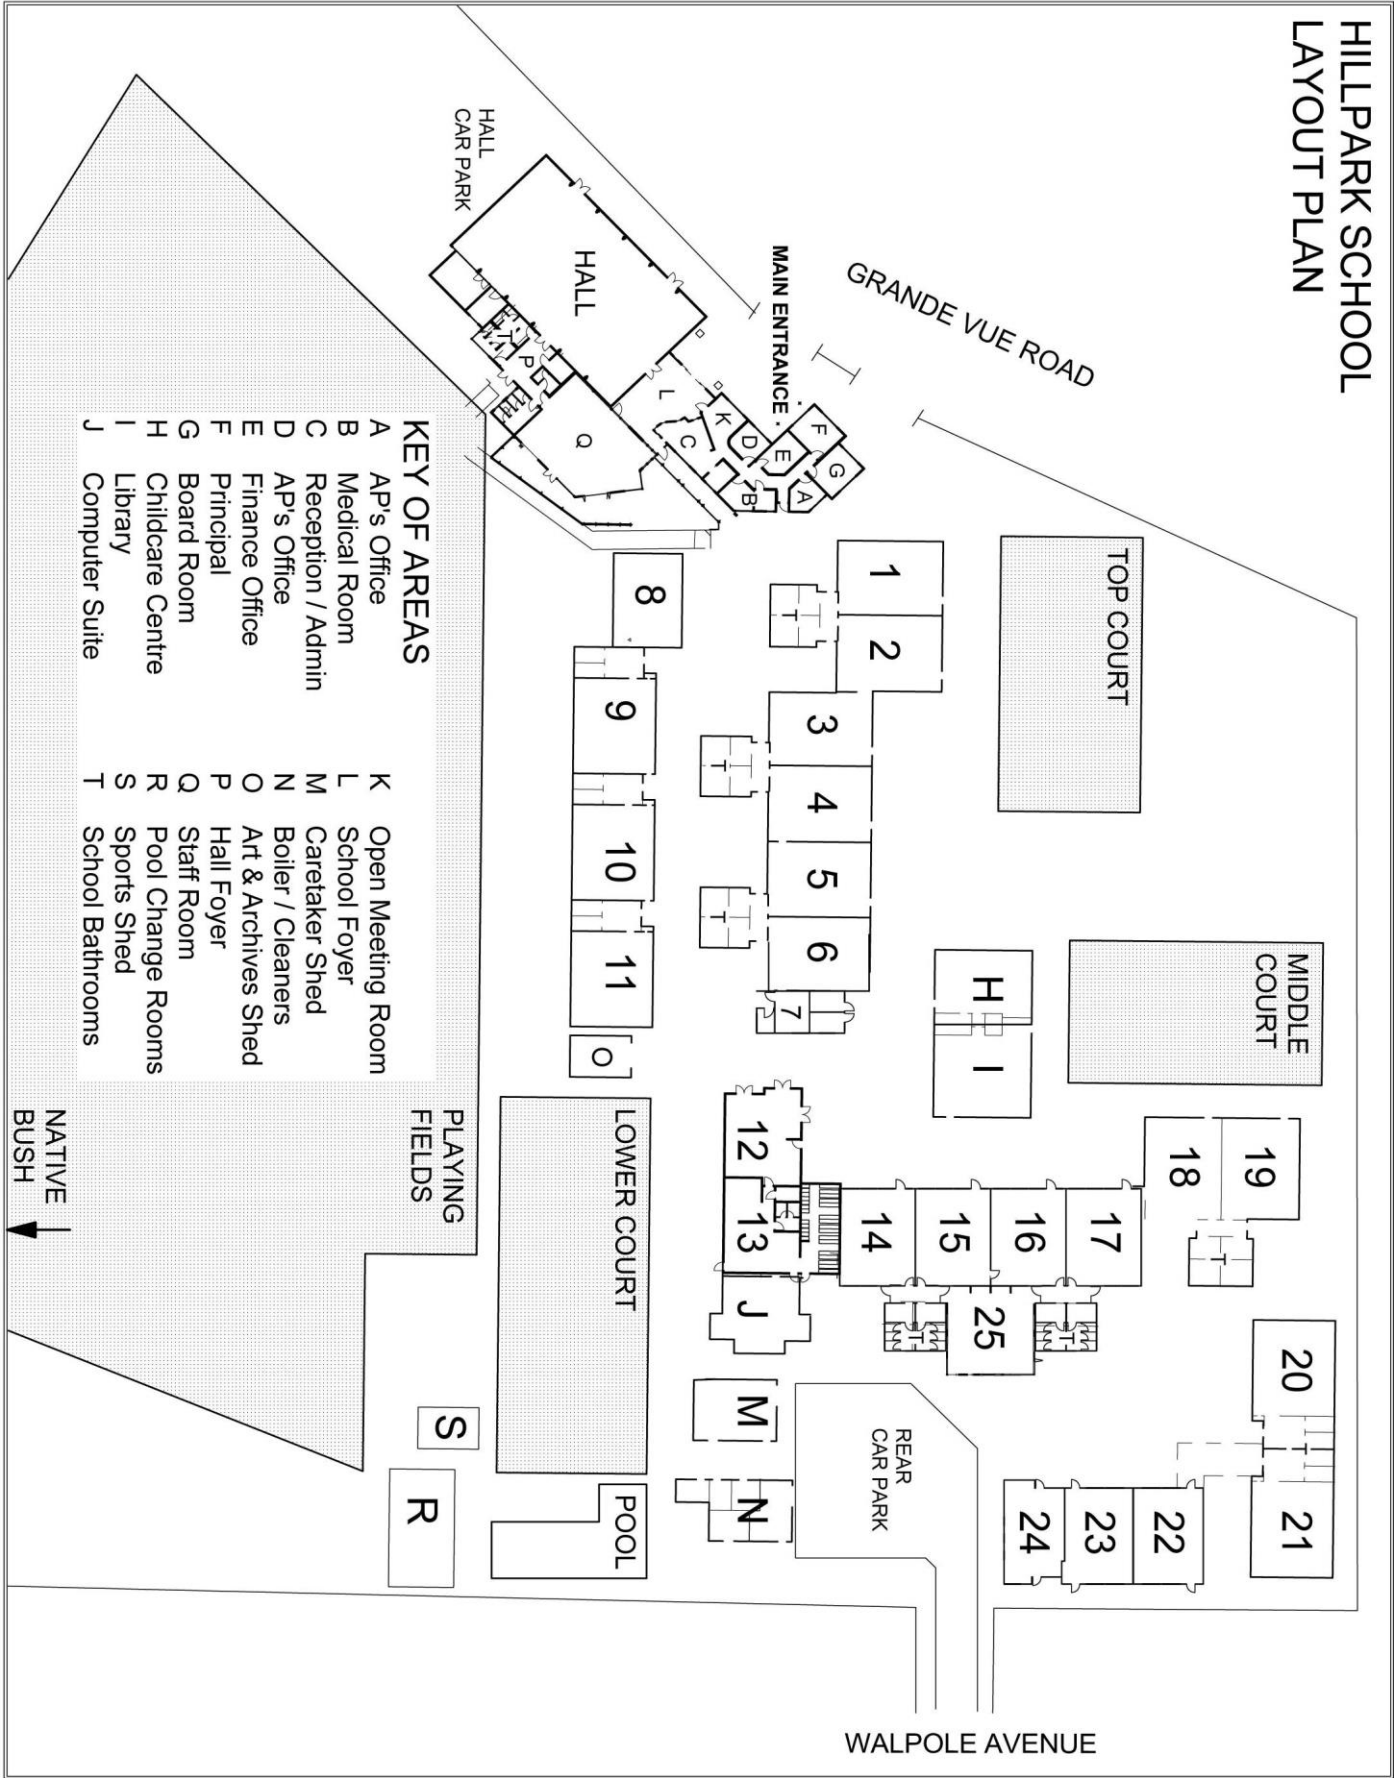 HILLPARK SCHOOL
LAYOUT PLAN
GRANDE VUE ROAD
MAIN ENTRANCE
HALL
CAR PARK
HALL
TOP COURT
MIDDLE
COURT
LOWER COURT
POOL
REAR
CAR PARK
WALPOLE AVENUE
PLAYING
FIELDS
NATIVE
BUSH
F
G
E
A
D
K
B
C
L
Q
P
T
1
2
T
3
4
5
6
7
T
T
8
9
10
11
O
H
I
12
13
J
14
15
16
17
18
19
T
25
T
T
20
21
22
23
24
M
N
S
R
KEY OF AREAS
A AP's Office
B Medical Room
C Reception / Admin
D AP's Office
E Finance Office
F Principal
G Board Room
H Childcare Centre
I Library
J Computer Suite
K Open Meeting Room
L School Foyer
M Caretaker Shed
N Boiler / Cleaners
O Art & Archives Shed
P Hall Foyer
Q Staff Room
R Pool Change Rooms
S Sports Shed
T School Bathrooms